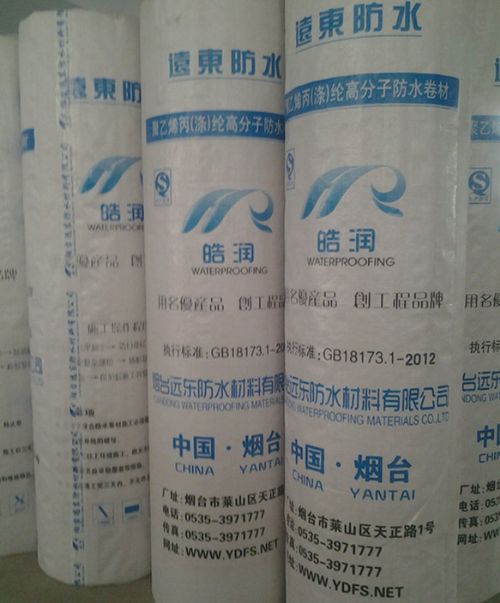 遠東防水
聚乙烯丙(涤)纶高分子防水卷材
皓润
WATERPROOFING
用名優産品 創工程品牌
执行标准:GB18173.1-2012
烟台远东防水材料有限公司
WATERPROOFING MATERIALS CO.,LTD
中国·烟台
CHINA YANTAI
厂址:烟台市莱山区天正路1号
电话:0535-3971777
传真:0535-3971777
网址:WWW.YDFS.NET